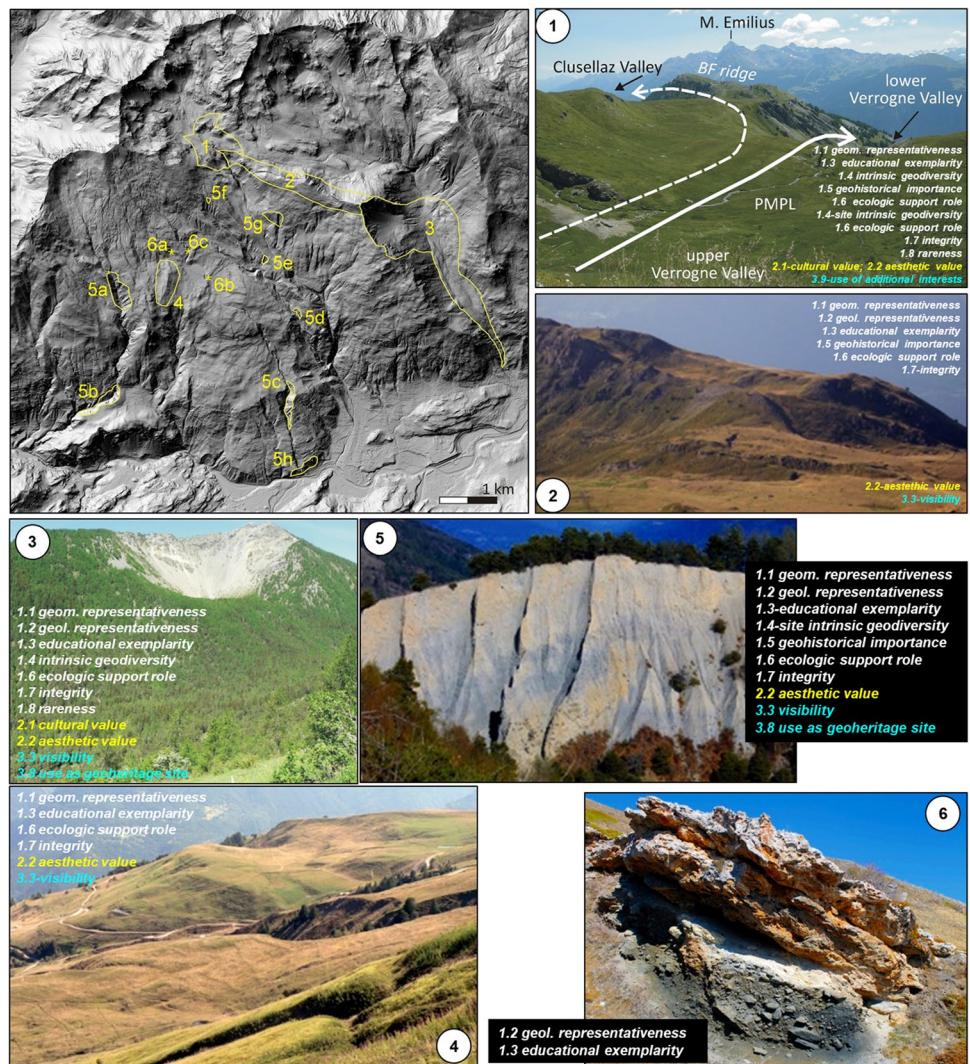 1
2
3
5f
5g
6a
6c
5e
5a
4
6b
5d
5b
5c
5h
1 km
1
M. Emilius
Clusellaz Valley
BF ridge
lower
Verrogne Valley
1.1 geom. representativeness
1.3 educational exemplarity
1.4 intrinsic geodiversity
1.5 geohistorical importance
PMPL
1.6 ecologic support role
1.4-site intrinsic geodiversity
1.6 ecologic support role
1.7 integrity
1.8 rareness
upper
Verrogne Valley
2.1-cultural value; 2.2 aesthetic value
3.9-use of additional interests
1.1 geom. representativeness
1.2 geol. representativeness
1.3 educational exemplarity
1.5 geohistorical importance
1.6 ecologic support role
1.7-integrity
2.2-aestethic value
3.3-visibility
2
3
1.1 geom. representativeness
1.2 geol. representativeness
1.3 educational exemplarity
1.4 intrinsic geodiversity
1.6 ecologic support role
1.7 integrity
1.8 rareness
2.1 cultural value
2.2 aesthetic value
3.3 visibility
3.8 use as geoheritage site
5
1.1 geom. representativeness
1.2 geol. representativeness
1.3-educational exemplarity
1.4-site intrinsic geodiversity
1.5 geohistorical importance
1.6 ecologic support role
1.7 integrity
2.2 aesthetic value
3.3 visibility
3.8 use as geoheritage site
1.1 geom. representativeness
1.3 educational exemplarity
1.6 ecologic support role
1.7 integrity
2.2 aesthetic value
3.3-visibility
4
6
1.2 geol. representativeness
1.3 educational exemplarity